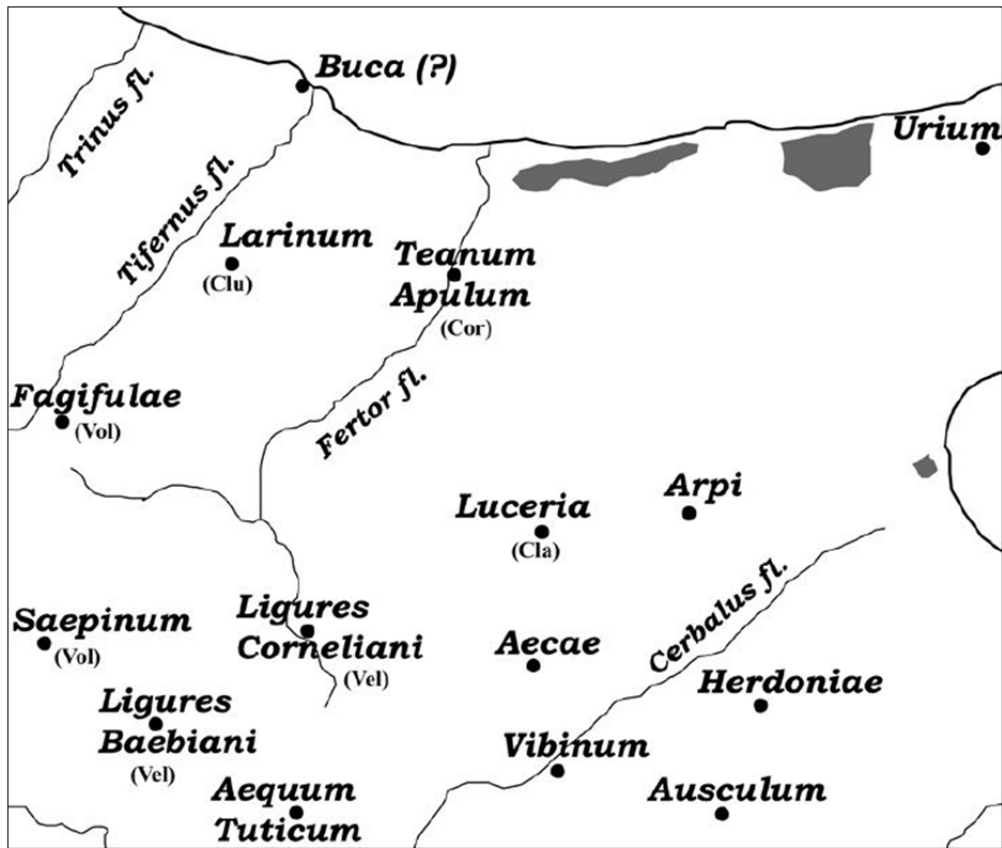 Buca (?)
Trinus fl.
Urium
Tifernus fl.
Larinum
(Clu)
Teanum
Apulum
(Cor)
Fagifulae
(Vol)
Fertor fl.
Luceria
(Cla)
Arpi
Saepinum
(Vol)
Ligures
Corneliani
(Vel)
Aecae
Cerbalus fl.
Herdoniae
Ligures
Baebiani
(Vel)
Vibinum
Aequum
Tuticum
Ausculum